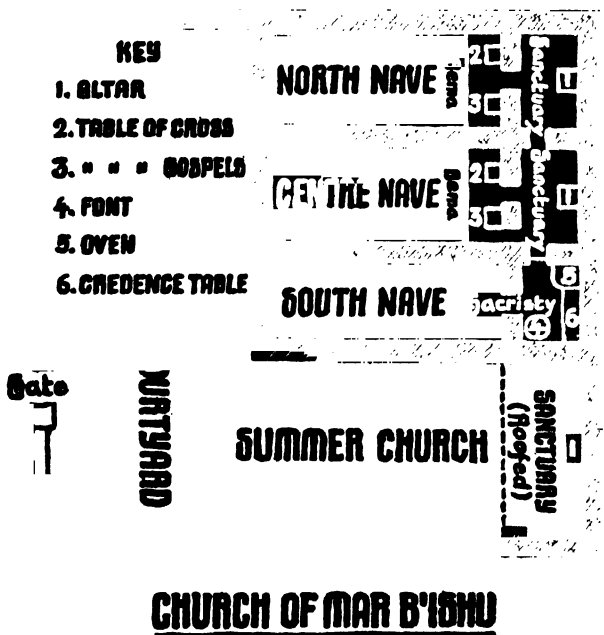 KEY
1. ALTAR
2. TABLE OF CROSS
3. " " " GOSPELS
4. FONT
5. OVEN
6. CREDENCE TABLE
NORTH NAVE
Bema
2
3
Sanctuary
1
CENTRE NAVE
Bema
2
3
Sanctuary
1
SOUTH NAVE
Sacristy
4
5
6
Gate
OURTYARD
SUMMER CHURCH
SANCTUARY
(Roofed)
CHURCH OF MAR B'ISHU